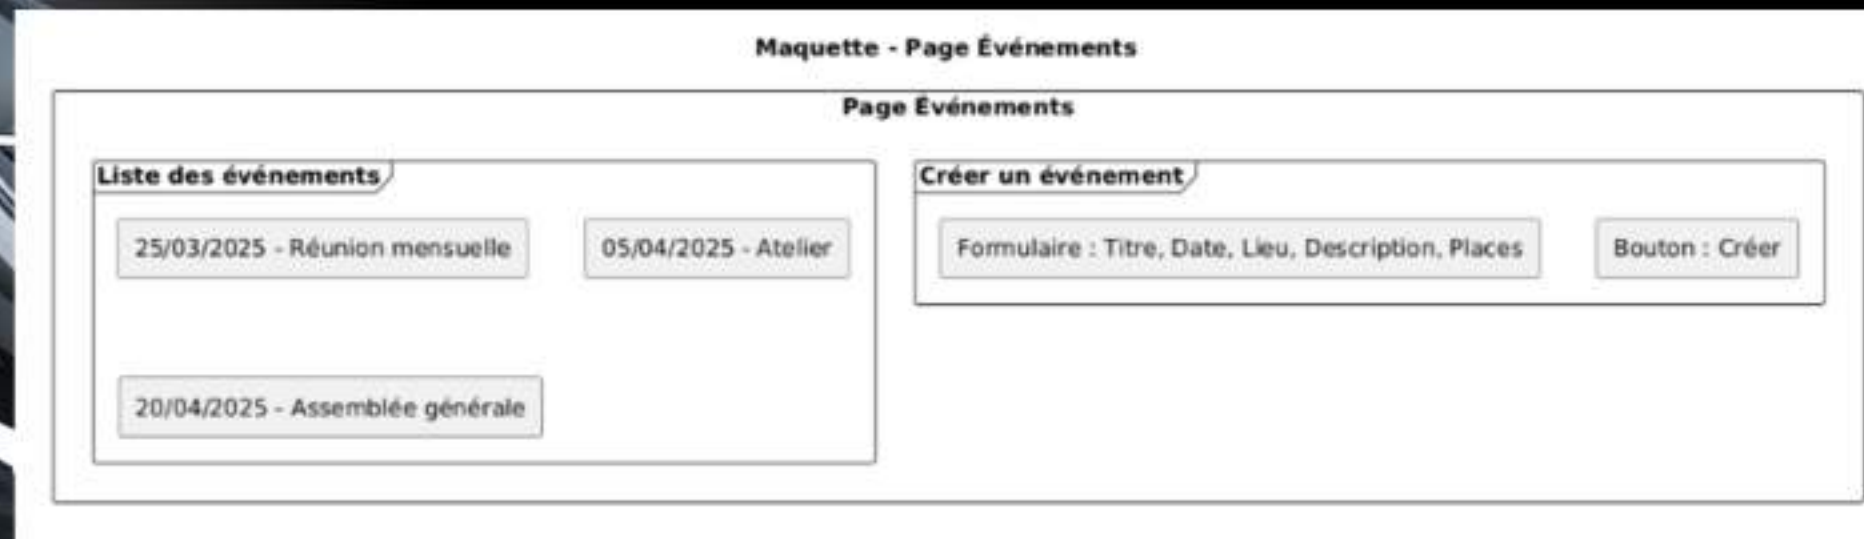 Maquette - Page Événements
Page Événements
Liste des événements
25/03/2025 - Réunion mensuelle
05/04/2025 - Atelier
20/04/2025 - Assemblée générale
Créer un événement
Formulaire : Titre, Date, Lieu, Description, Places
Bouton : Créer